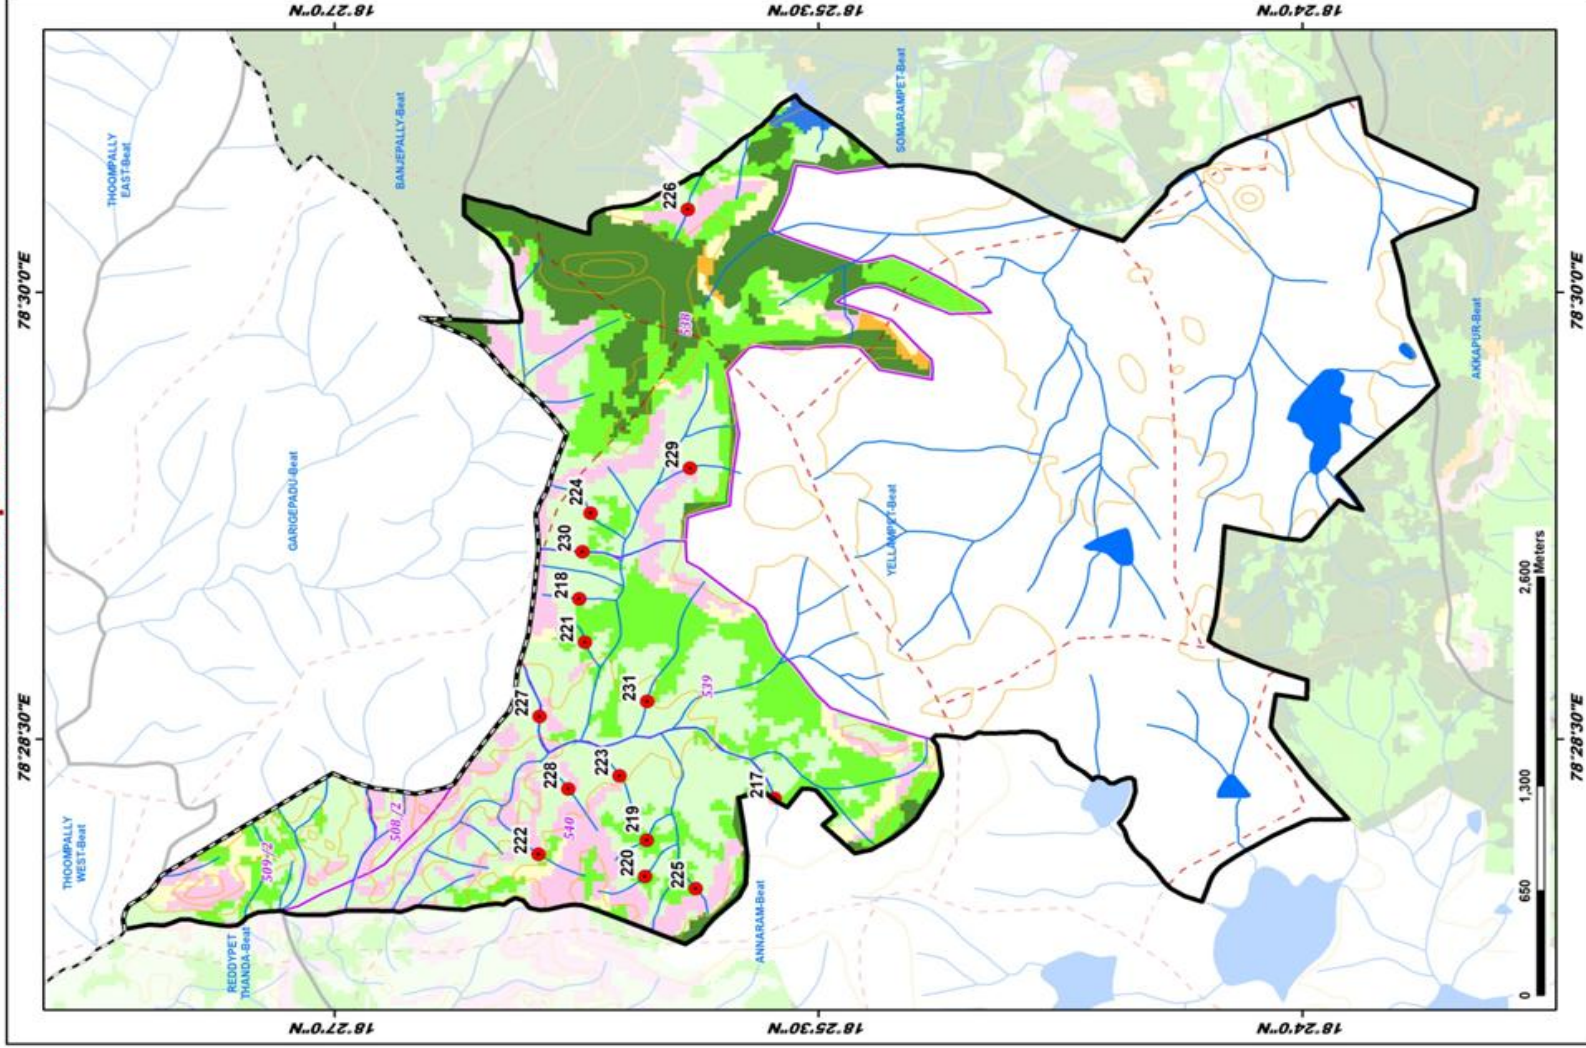 18°27'0"N
18°25'30"N
18°24'0"N
78°30'0"E
78°28'30"E
THOOMPALLY
EAST-Beat
BANJEPALLY-Beat
SOMARAMPET-Beat
226
538
GARIGEPADU-Beat
AKKAPUR-Beat
78°30'0"E
229
224
230
218
221
YELLAMPET-Beat
227
231
539
THOOMPALLY
WEST-Beat
508/2
509/2
228
223
217
222
540
219
220
225
REDDYPET
THANDA-Beat
ANNARAM-Beat
78°28'30"E
0
650
1,300
2,600
Meters
18°27'0"N
18°25'30"N
18°24'0"N